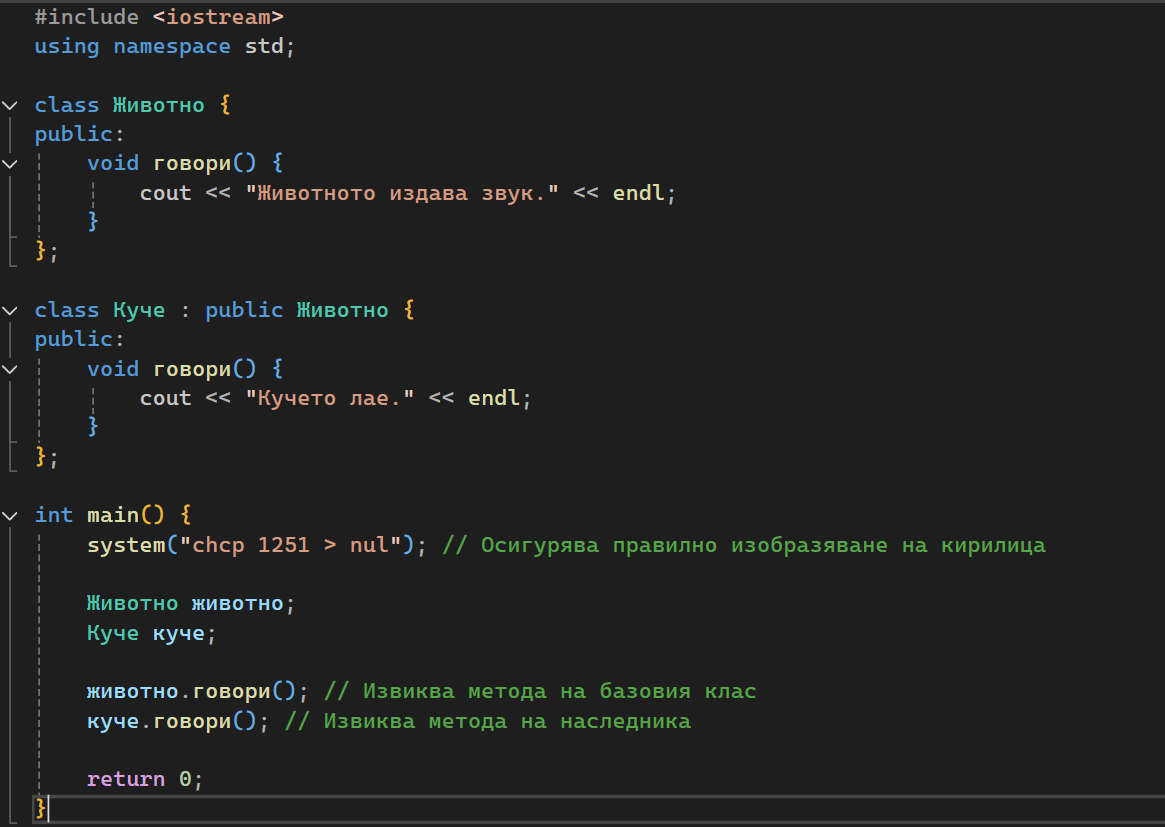 #include <iostream>
using namespace std;
class Животно {
public:
    void говори() {
        cout << "Животното издава звук." << endl;
    }
};
class Куче : public Животно {
public:
    void говори() {
        cout << "Кучето лае." << endl;
    }
};
int main() {
    system("chcp 1251 > nul"); // Осигурява правилно изобразяване на кирилица
    Животно животно;
    Куче куче;
    животно.говори(); // Извиква метода на базовия клас
    куче.говори(); // Извиква метода на наследника
    return 0;
}